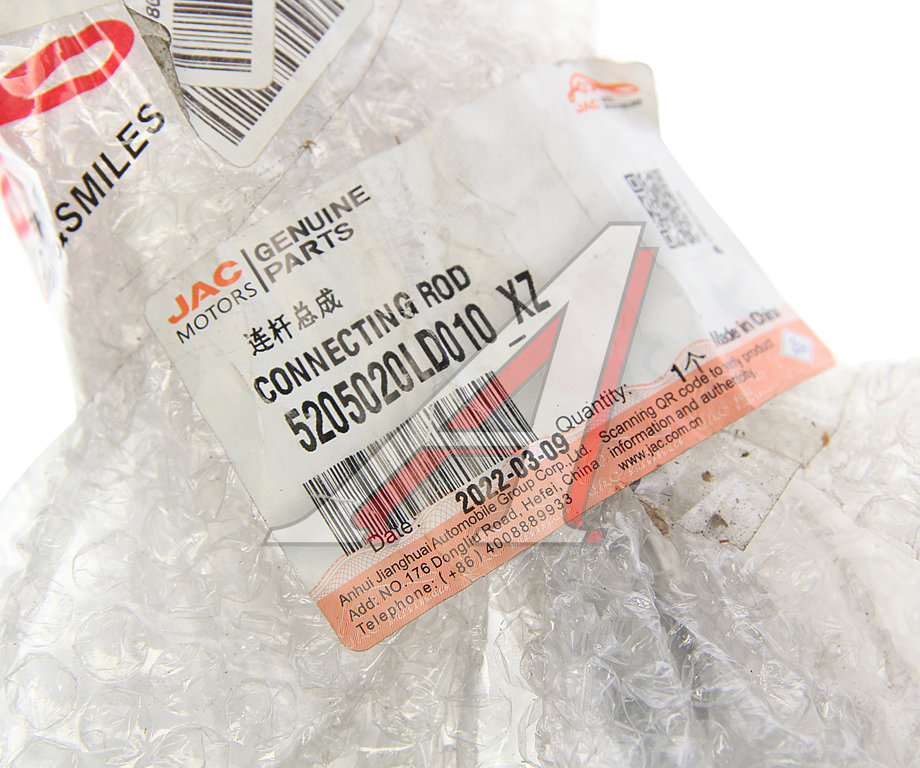 80
SMILES
JAC
MOTORS
GENUINE
PARTS
JAC
连杆总成
CONNECTING ROD
5205020LD010_XZ
Quantity: 1个
Made In China
Date: 2022-03-09
Anhui Jianghuai Automobile Group Corp.,Ltd.
Add: NO.176 Dongliu Road, Hefei, China
Telephone: (+86) 4008889933
Scanning QR code to verify product
information and authenticity.
www.jac.com.cn